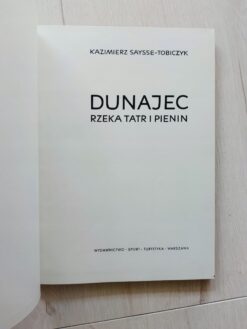 KAZIMIERZ SAYSSE-TOBICZYK
DUNAJEC
RZEKA TATR I PIENIN
WYDAWNICTWO · SPORT · TURYSTYKA · WARSZAWA